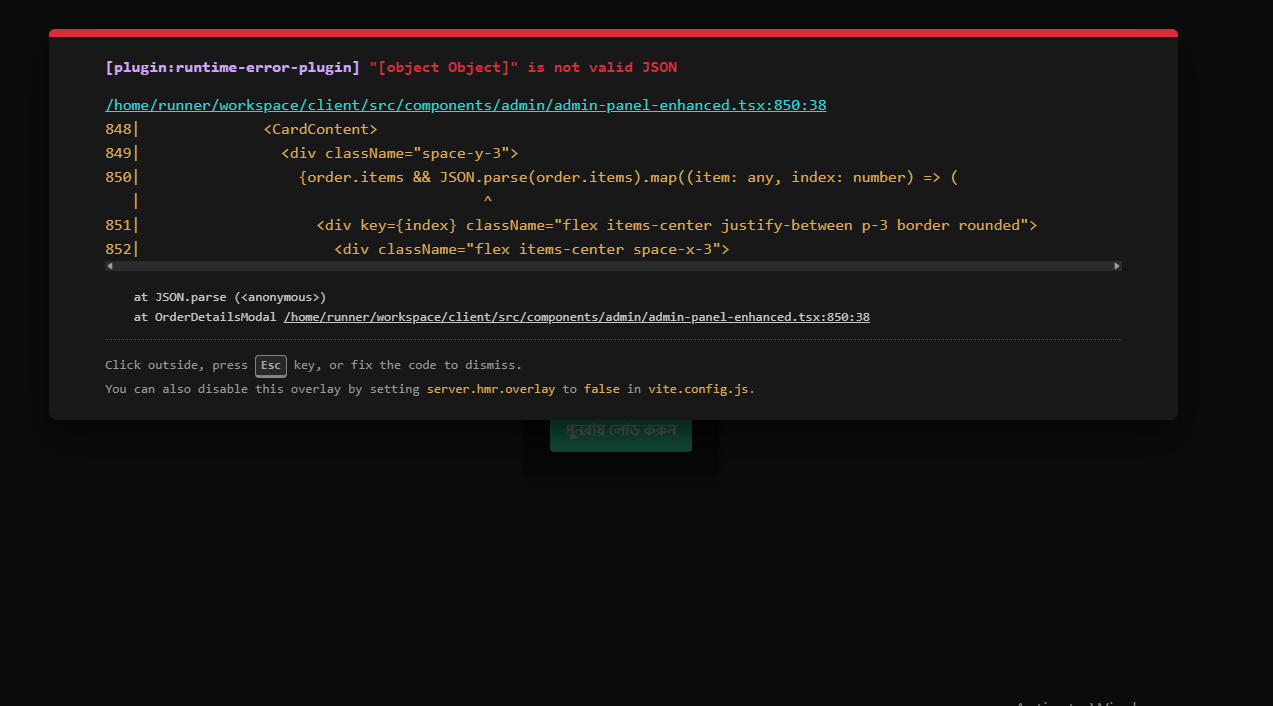 [plugin:runtime-error-plugin] "[object Object]" is not valid JSON
/home/runner/workspace/client/src/components/admin/admin-panel-enhanced.tsx:850:38
848|              <CardContent>
849|                <div className="space-y-3">
850|                  {order.items && JSON.parse(order.items).map((item: any, index: number) => (
   |                                        ^
851|                    <div key={index} className="flex items-center justify-between p-3 border rounded">
852|                      <div className="flex items-center space-x-3">
at JSON.parse (<anonymous>)
at OrderDetailsModal /home/runner/workspace/client/src/components/admin/admin-panel-enhanced.tsx:850:38
Click outside, press Esc key, or fix the code to dismiss.
You can also disable this overlay by setting server.hmr.overlay to false in vite.config.js.
পুনরায় লোড করুন